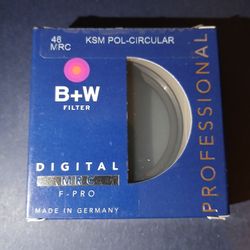 46 KSM POL-CIRCULAR
MRC
B+W
FILTER
DIGITAL
MRC
F-PRO
MADE IN GERMANY
PROFESSIONAL